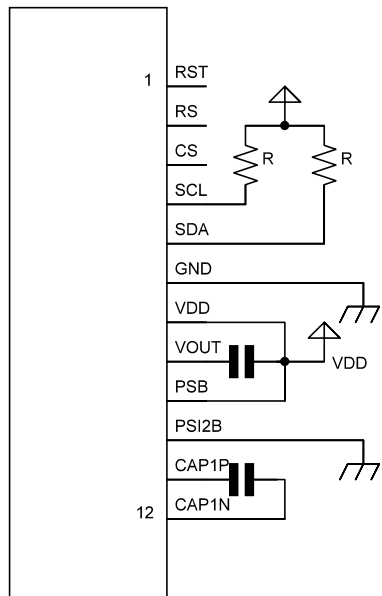 1 RST
RS
CS
R R
SCL
SDA
GND
VDD
VOUT
VDD
PSB
PSI2B
CAP1P
12 CAP1N